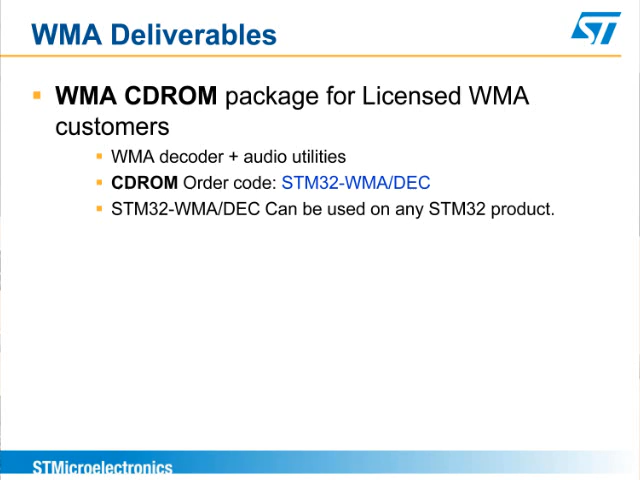 WMA Deliverables
ST
▪ WMA CDROM package for Licensed WMA
customers
▪ WMA decoder + audio utilities
▪ CDROM Order code: STM32-WMA/DEC
▪ STM32-WMA/DEC Can be used on any STM32 product.
STMicroelectronics